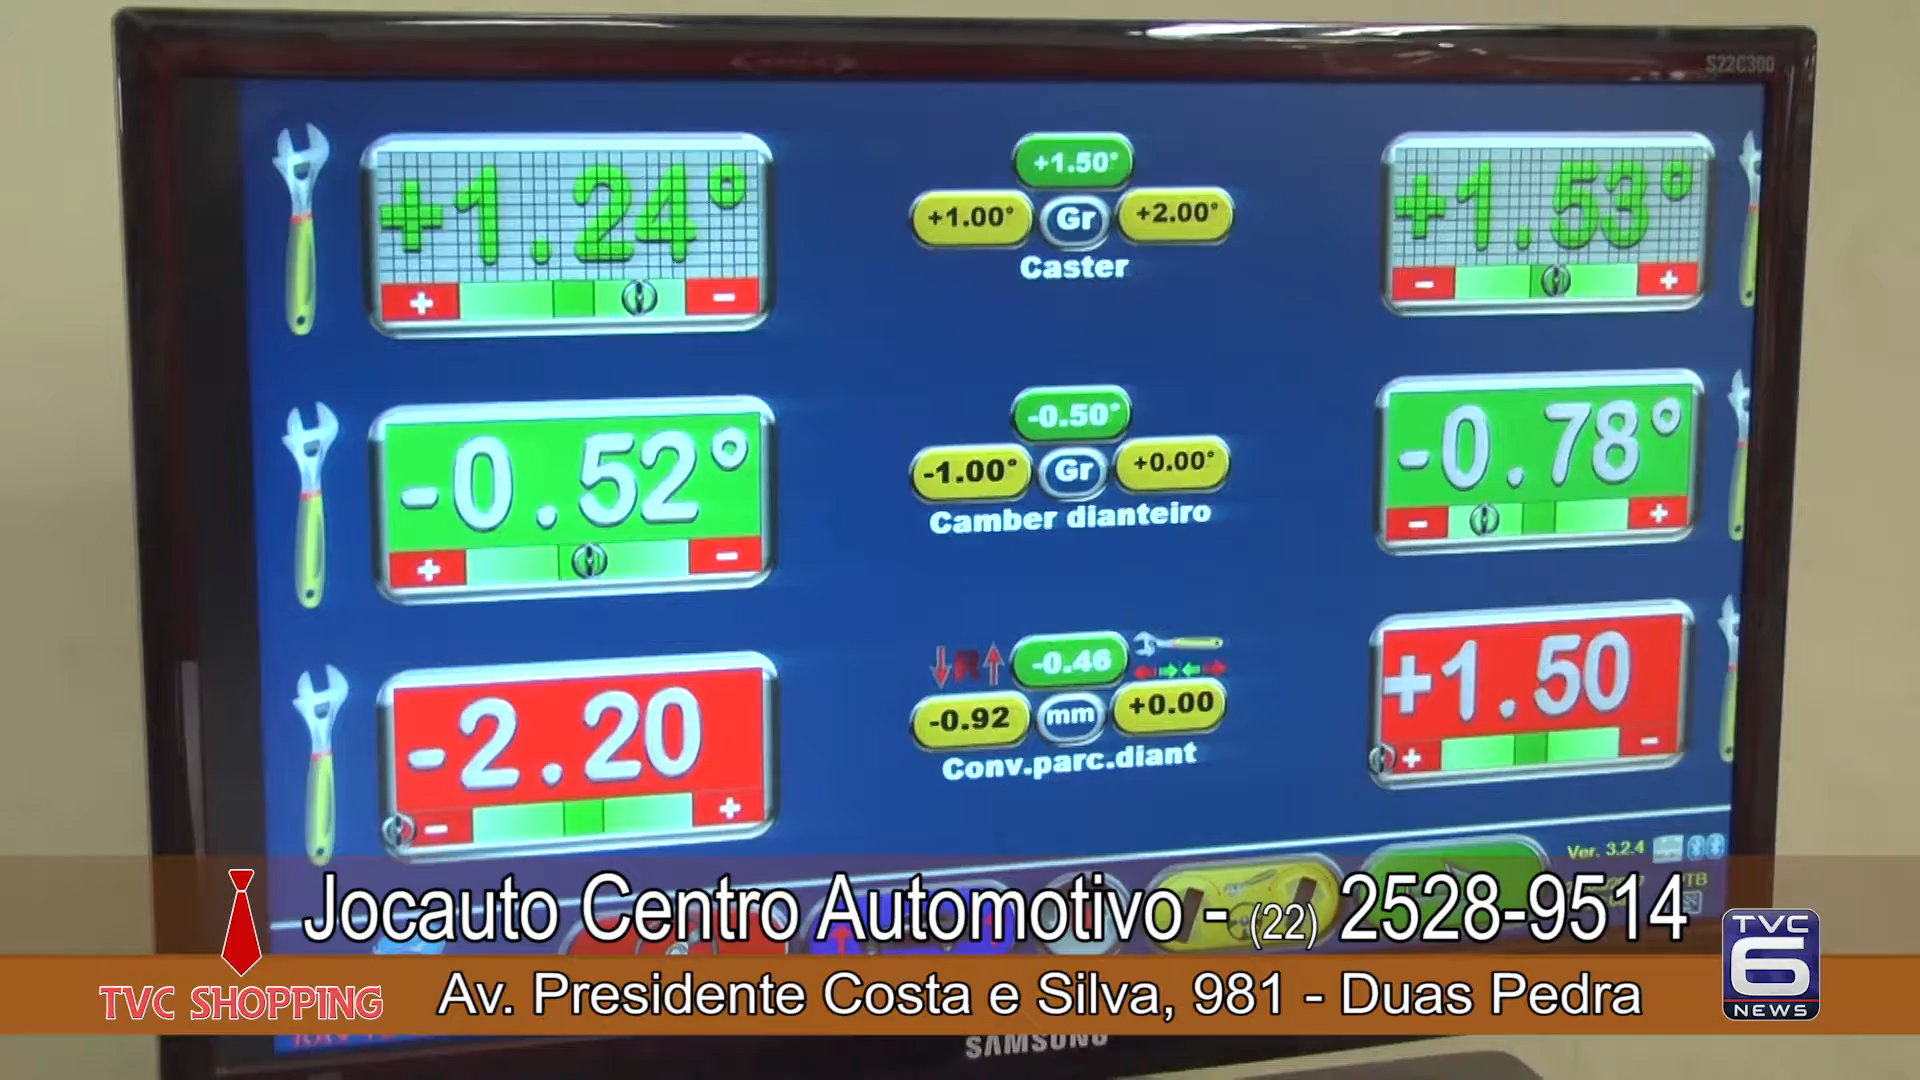 S22C300
+1.24°
+1.50°
+1.00° Gr +2.00°
Caster
+1.53°
+ -
- +
-0.52°
-0.50°
-1.00° Gr +0.00°
Camber dianteiro
-0.78°
+ -
- +
-2.20
R -0.46
-0.92 mm +0.00
Conv.parc.diant
+1.50
- +
+ -
Ver. 3.2.4
Jocauto Centro Automotivo - (22) 2528-9514
TVC SHOPPING
Av. Presidente Costa e Silva, 981 - Duas Pedra
TVC
6
NEWS
SAMSUNG